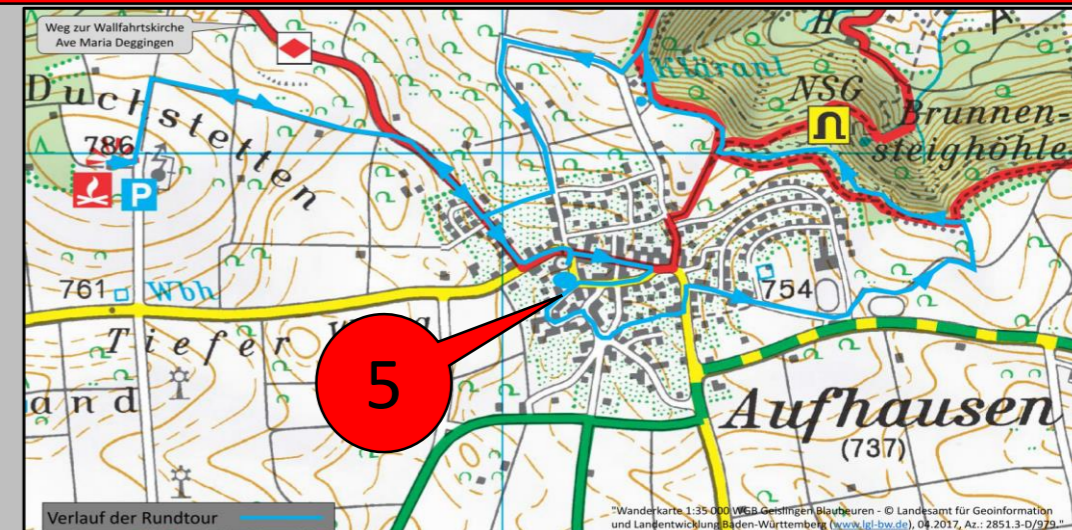 Weg zur Wallfahrtskirche
Ave Maria Deggingen
H
A
Kläranl
NSG
Brunnen-
steighöhle
Duchstetten
786
P
761
Wbh
754
Tiefer
and
5
Aufhausen
(737)
Verlauf der Rundtour
"Wanderkarte 1:35 000 WGB Geislingen Blaubeuren - © Landesamt für Geoinformation
und Landentwicklung Baden-Württemberg (www.lgl-bw.de), 04.2017, Az.: 2851.3-D/979."